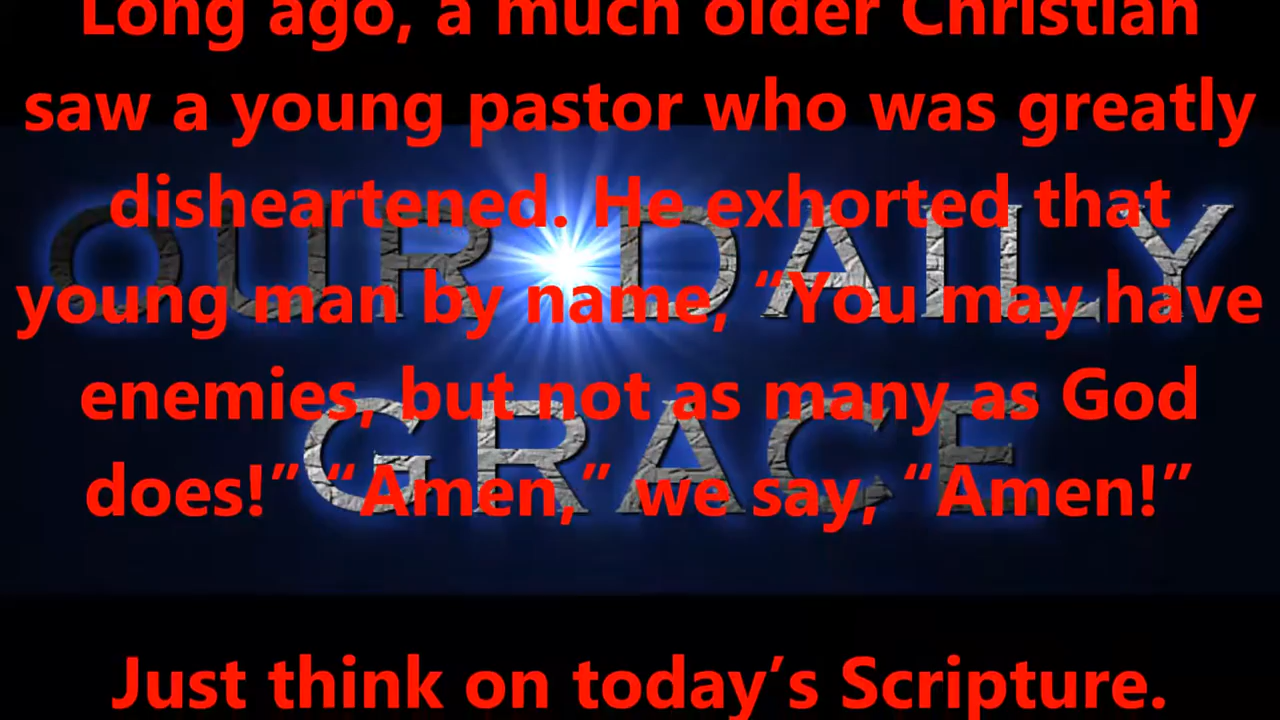 Long ago, a much older Christian
saw a young pastor who was greatly
disheartened. He exhorted that
OUR DAILY
young man by name, “You may have
enemies, but not as many as God
GRACE
does!” “Amen,” we say, “Amen!”
Just think on today’s Scripture.